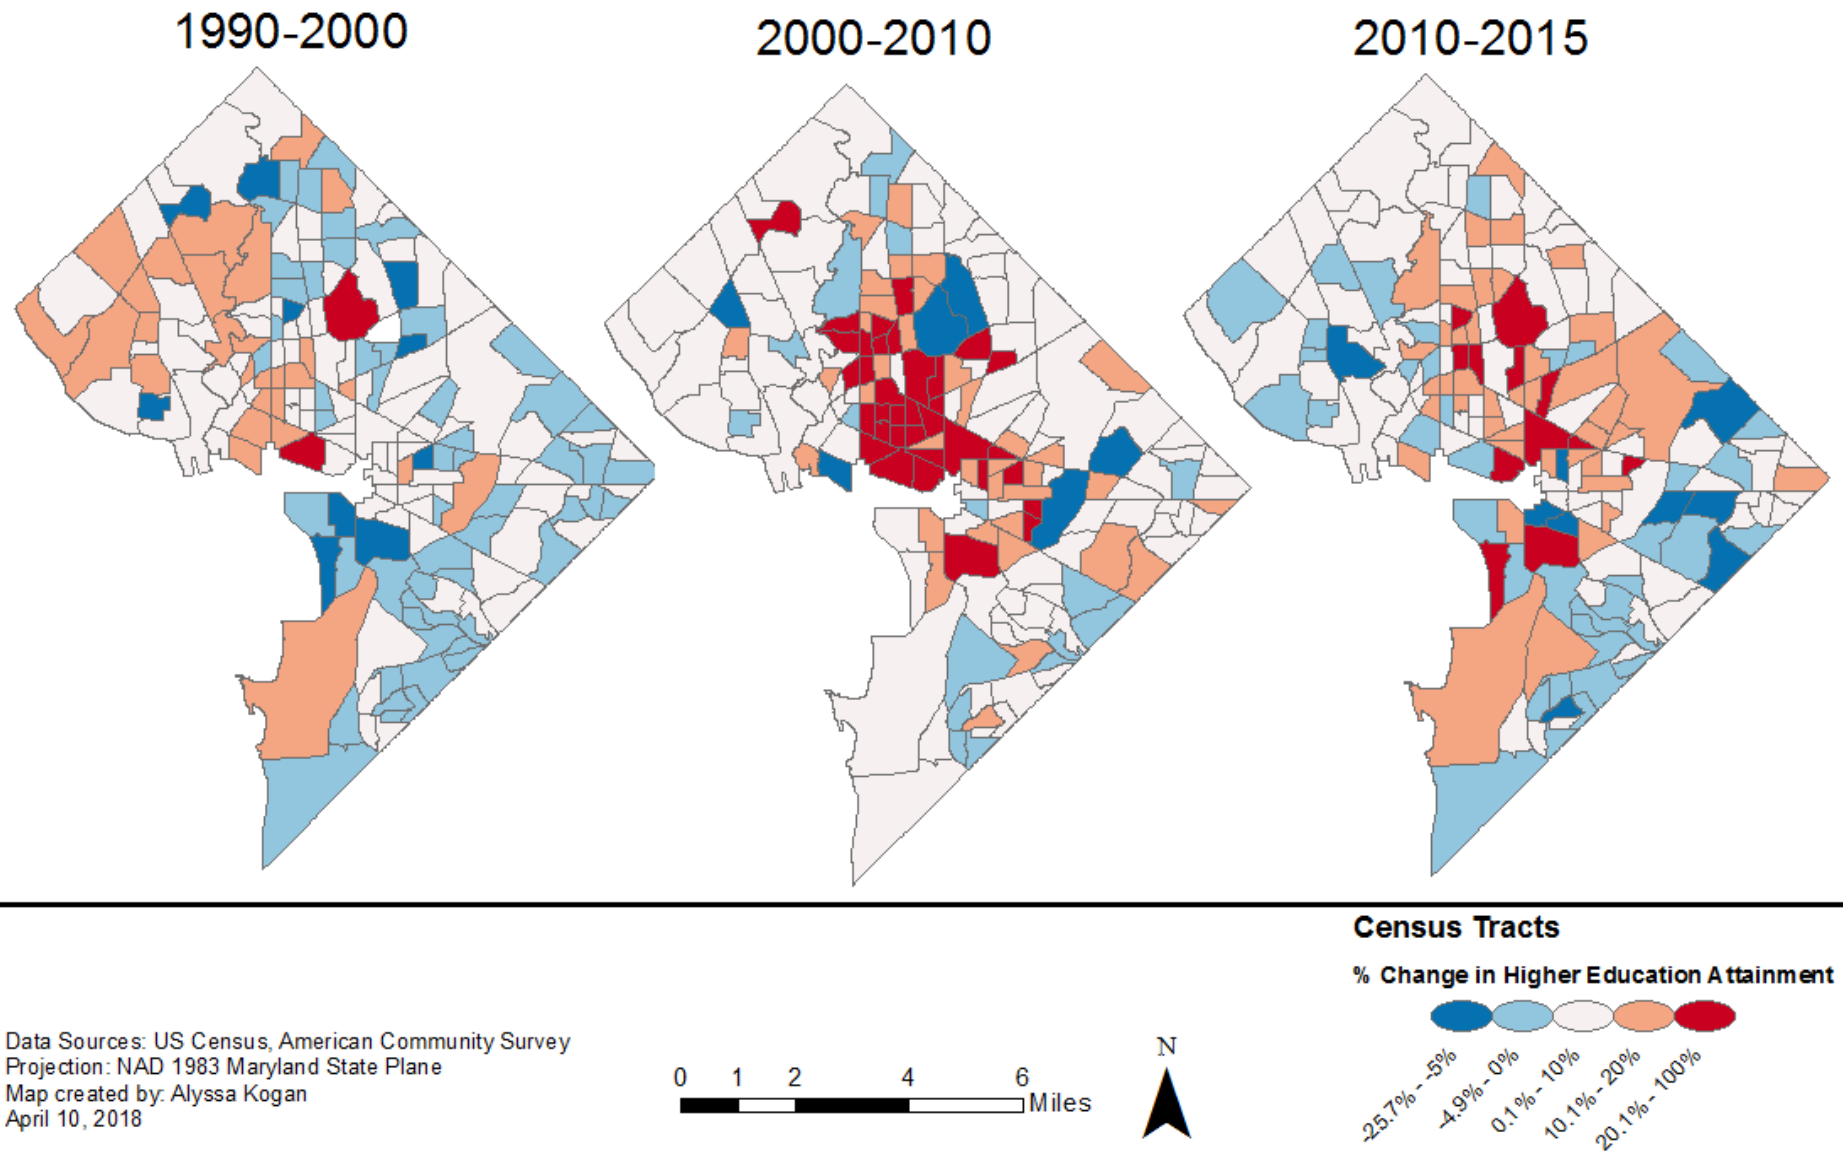 1990-2000
2000-2010
2010-2015
Census Tracts
% Change in Higher Education Attainment
-25.7% - -5%
-4.9% - 0%
0.1% - 10%
10.1% - 20%
20.1% - 100%
Data Sources: US Census, American Community Survey
Projection: NAD 1983 Maryland State Plane
Map created by: Alyssa Kogan
April 10, 2018
0 1 2 4 6
Miles
N